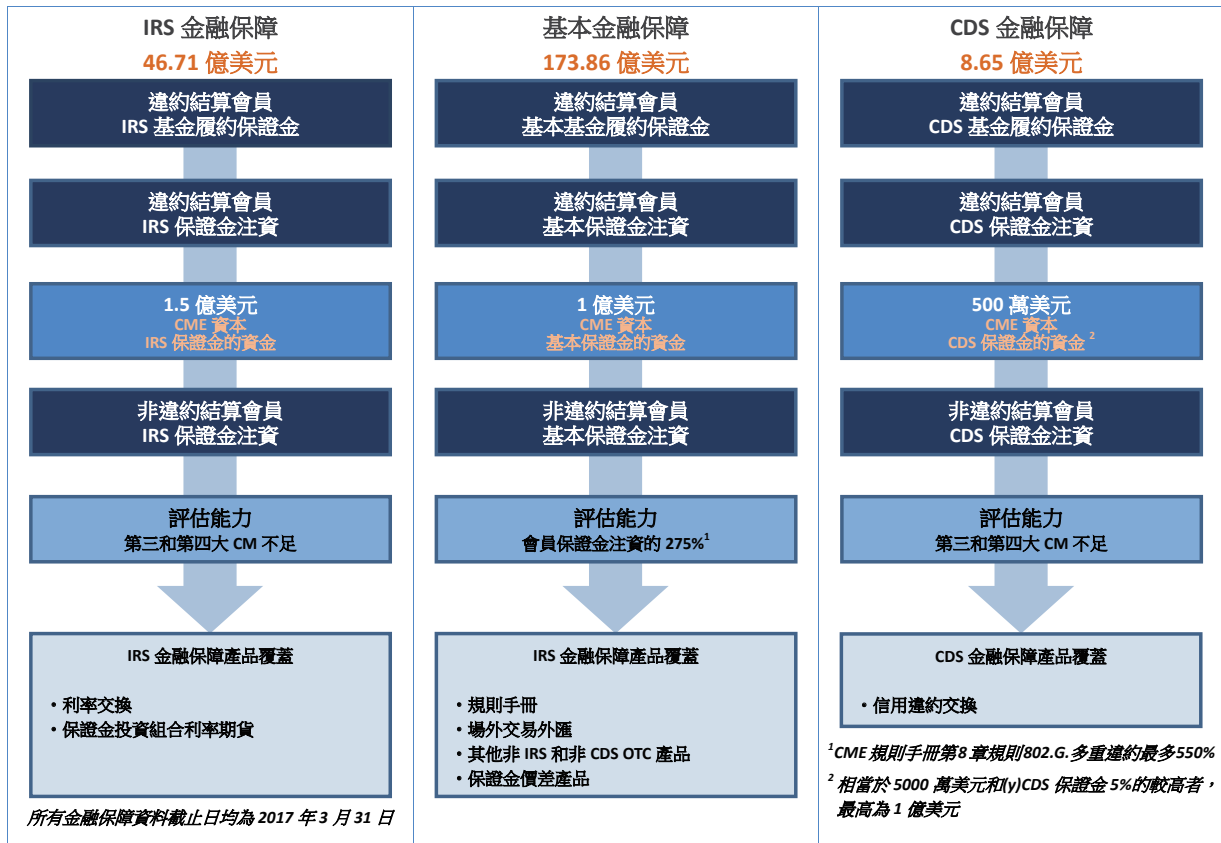 IRS 金融保障
46.71 億美元
違約結算會員
IRS 基金履約保證金
違約結算會員
IRS 保證金注資
1.5 億美元
CME 資本
IRS 保證金的資金
非違約結算會員
IRS 保證金注資
評估能力
第三和第四大 CM 不足
IRS 金融保障產品覆蓋
• 利率交換
• 保證金投資組合利率期貨
所有金融保障資料截止日均為 2017 年 3 月 31 日
基本金融保障
173.86 億美元
違約結算會員
基本基金履約保證金
違約結算會員
基本保證金注資
1 億美元
CME 資本
基本保證金的資金
非違約結算會員
基本保證金注資
評估能力
會員保證金注資的 275%¹
IRS 金融保障產品覆蓋
• 規則手冊
• 場外交易外匯
• 其他非 IRS 和非 CDS OTC 產品
• 保證金價差產品
CDS 金融保障
8.65 億美元
違約結算會員
CDS 基金履約保證金
違約結算會員
CDS 保證金注資
500 萬美元
CME 資本
CDS 保證金的資金 ²
非違約結算會員
CDS 保證金注資
評估能力
第三和第四大 CM 不足
CDS 金融保障產品覆蓋
• 信用違約交換
¹CME 規則手冊第 8 章規則 802.G.多重違約最多 550%
² 相當於 5000 萬美元和(y)CDS 保證金 5%的較高者，
最高為 1 億美元